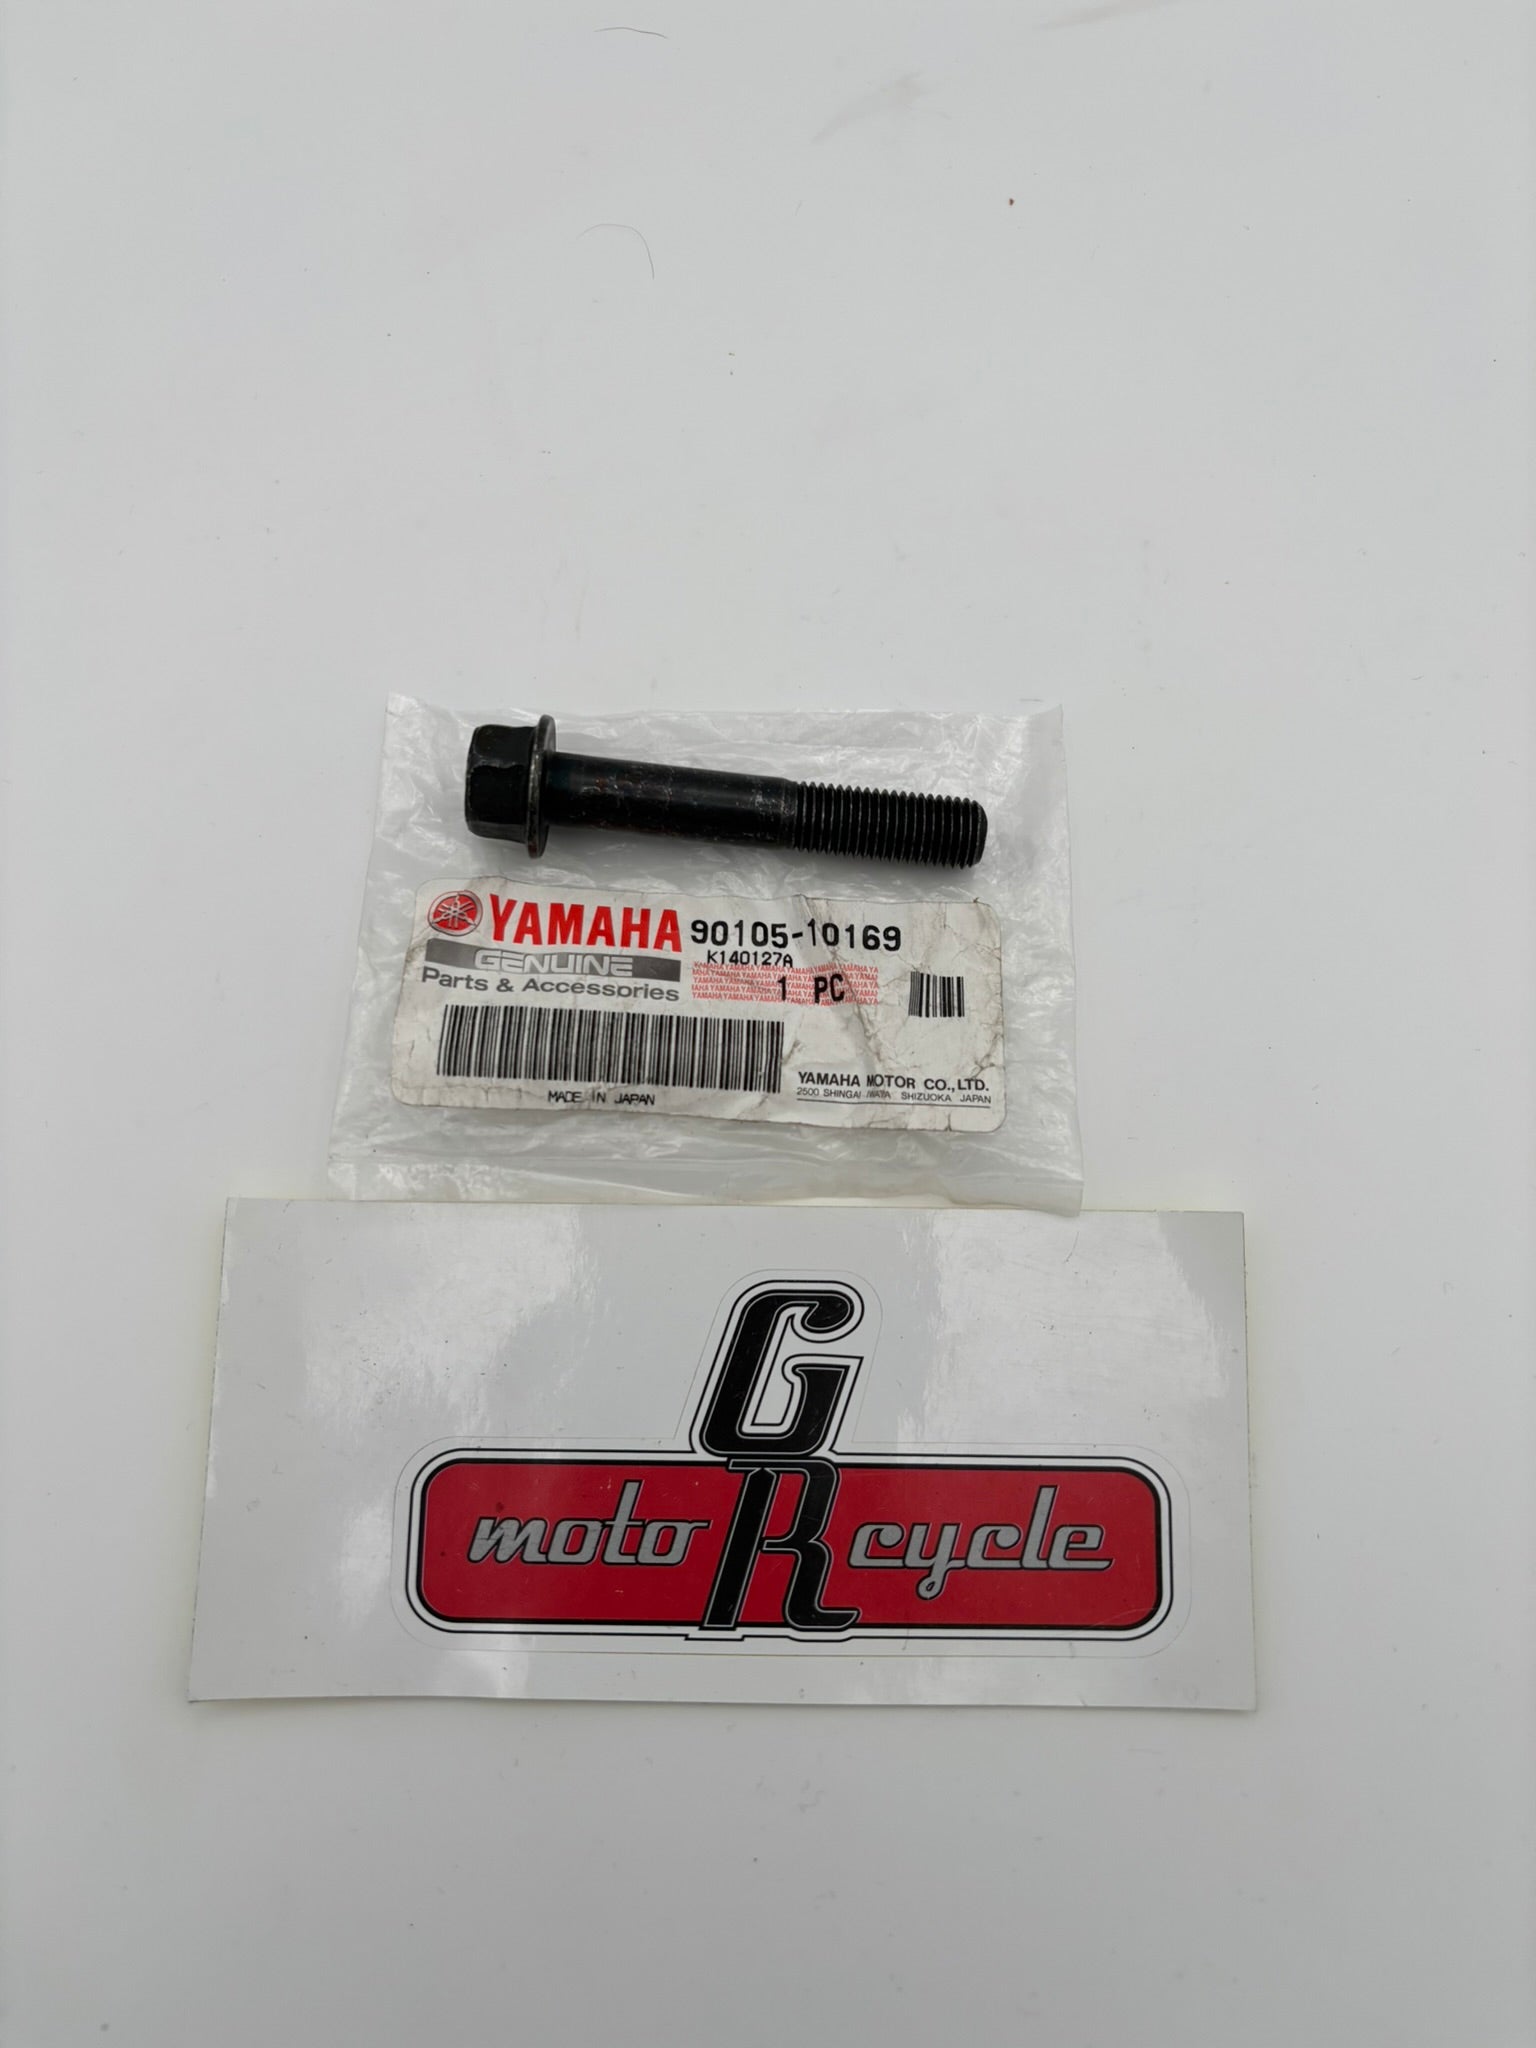 YAMAHA 90105-10169
GENUINE K140127A
Parts & Accessories 1 PC
MADE IN JAPAN
YAMAHA MOTOR CO.,LTD.
2500 SHINGAI IWATA SHIZUOKA JAPAN
GR
moto cycle